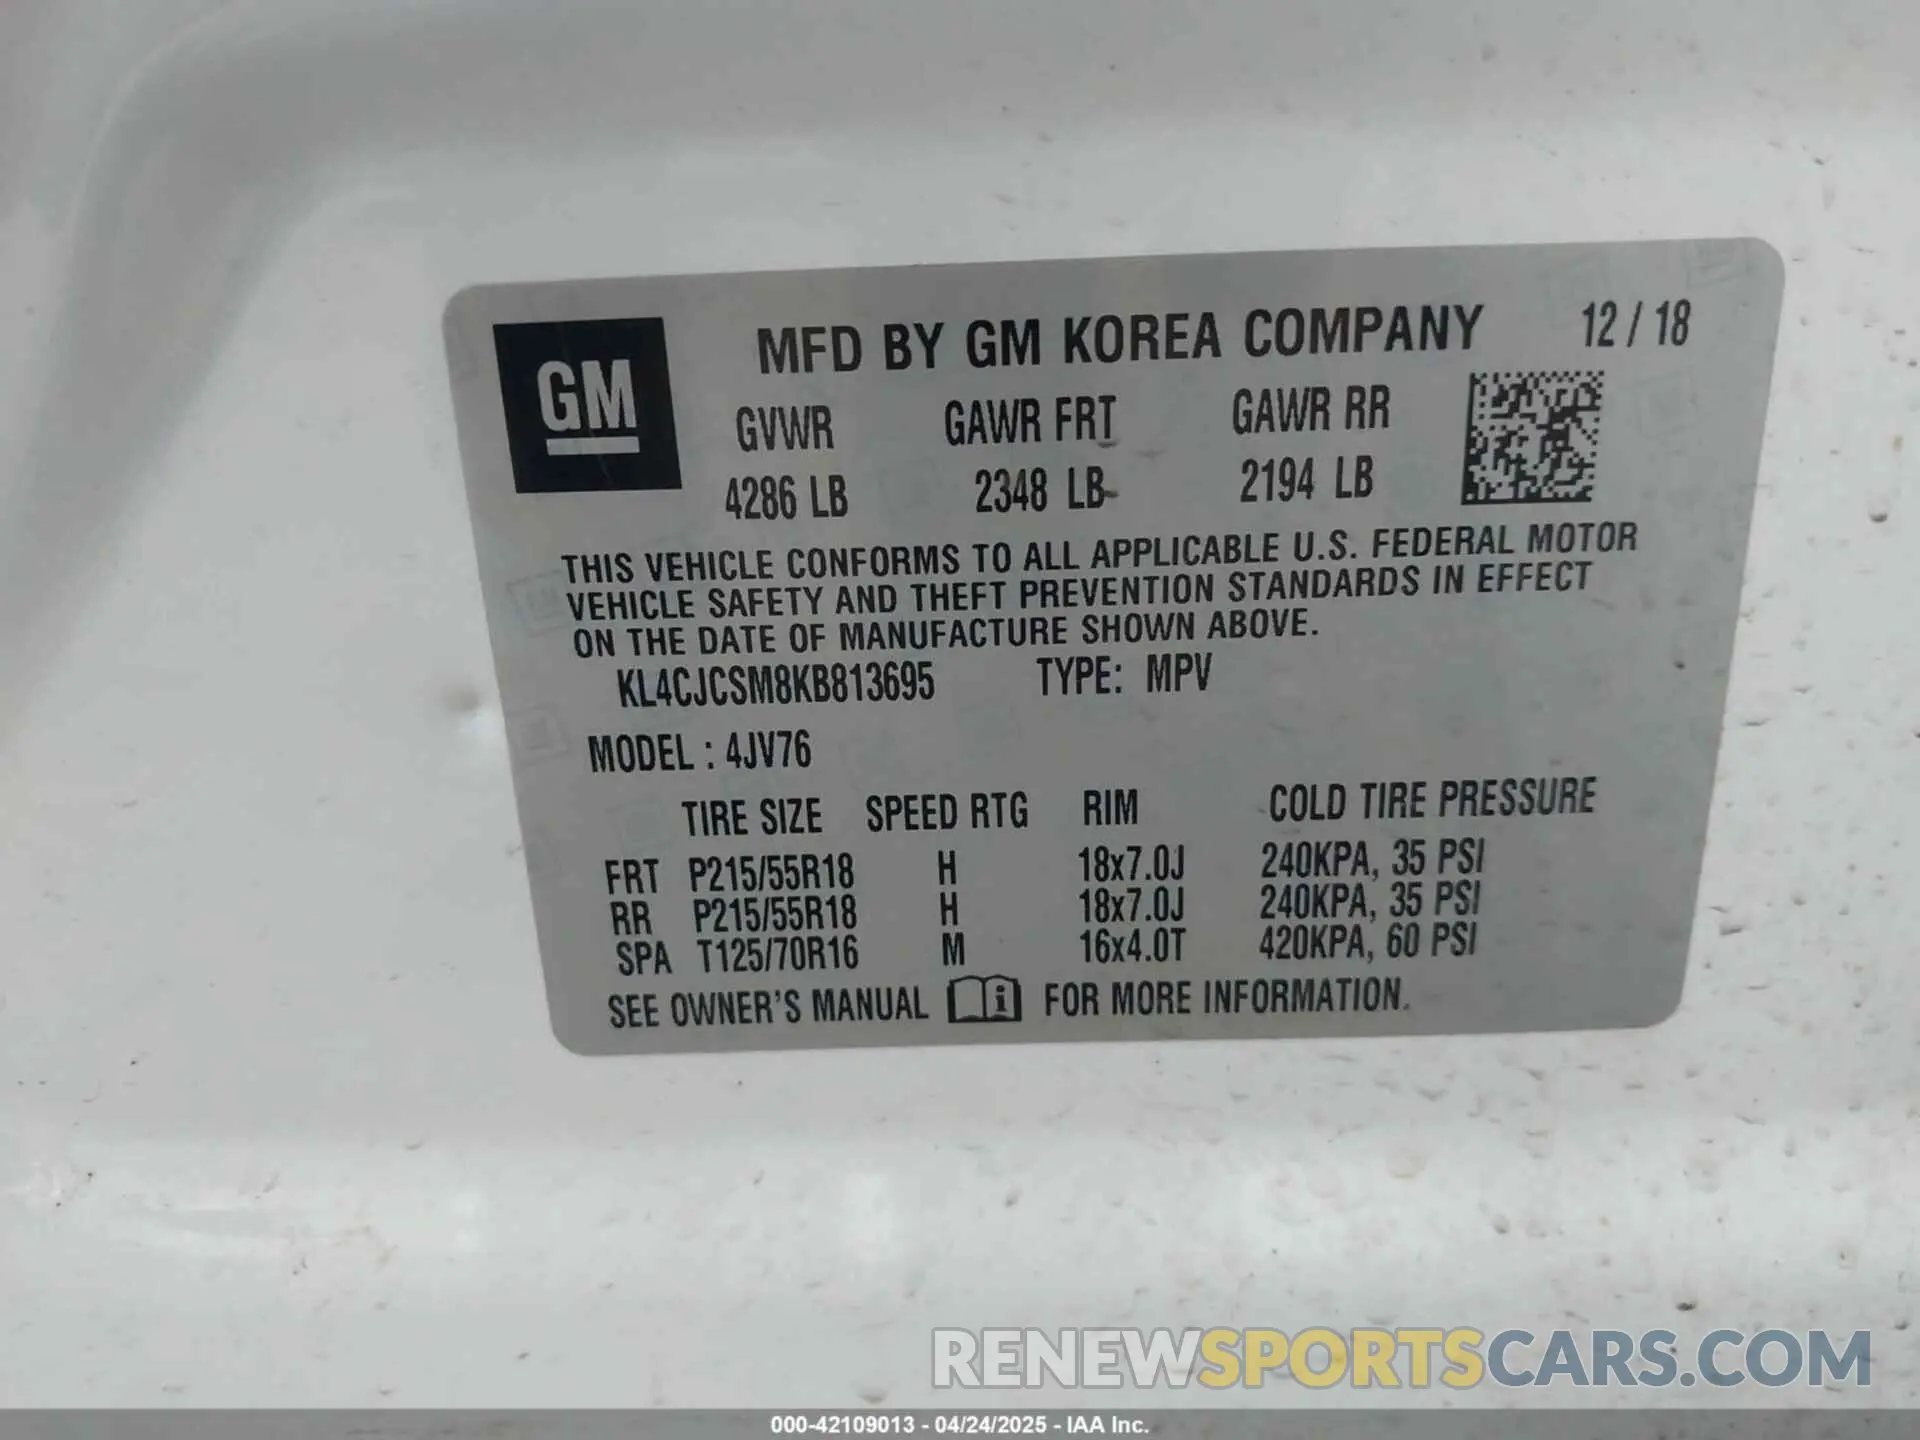 GM
MFD BY GM KOREA COMPANY 12 / 18
GVWR GAWR FRT GAWR RR
4286 LB 2348 LB 2194 LB
THIS VEHICLE CONFORMS TO ALL APPLICABLE U.S. FEDERAL MOTOR
VEHICLE SAFETY AND THEFT PREVENTION STANDARDS IN EFFECT
ON THE DATE OF MANUFACTURE SHOWN ABOVE.
KL4CJCSM8KB813695 TYPE: MPV
MODEL : 4JV76
TIRE SIZE SPEED RTG RIM COLD TIRE PRESSURE
FRT P215/55R18 H 18x7.0J 240KPA, 35 PSI
RR P215/55R18 H 18x7.0J 240KPA, 35 PSI
SPA T125/70R16 M 16x4.0T 420KPA, 60 PSI
SEE OWNER'S MANUAL i FOR MORE INFORMATION.
RENEWSPORTSCARS.COM
000-42109013 - 04/24/2025 - IAA Inc.